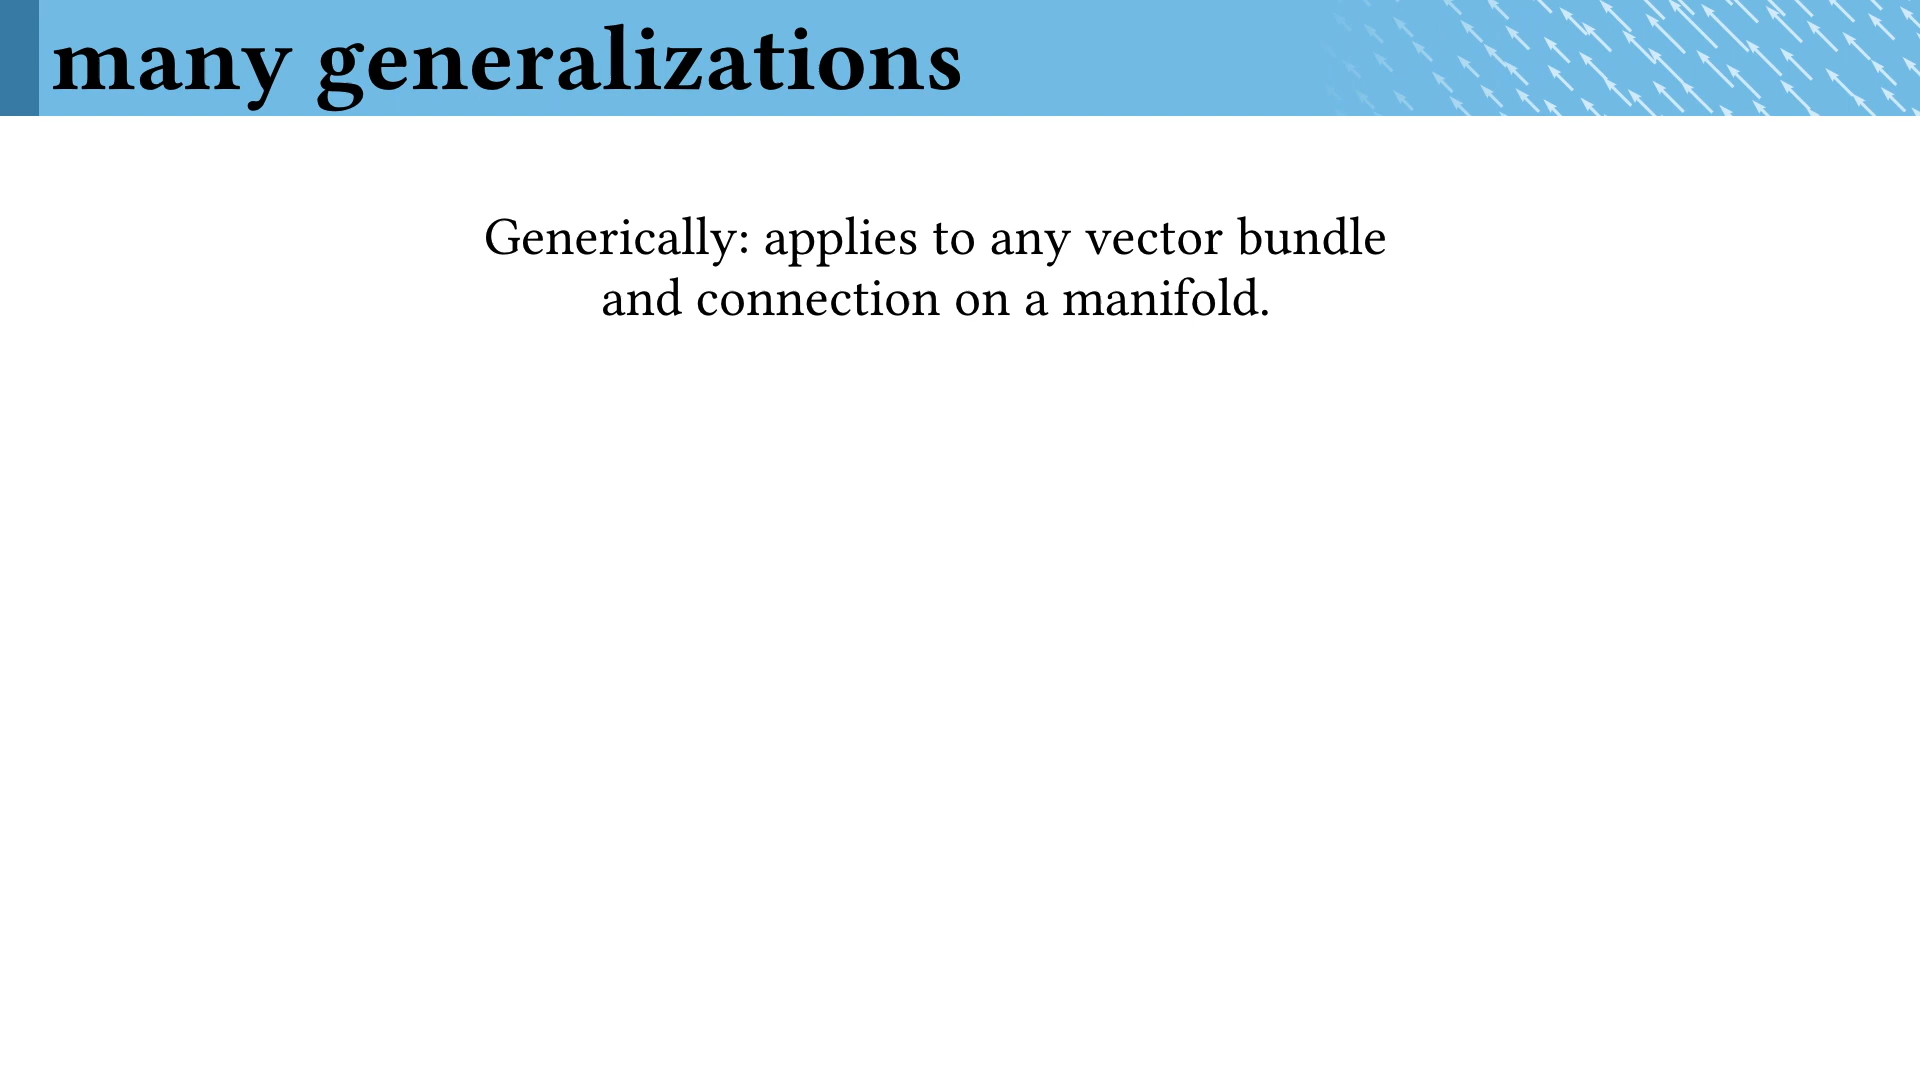 many generalizations
Generically: applies to any vector bundle
and connection on a manifold.